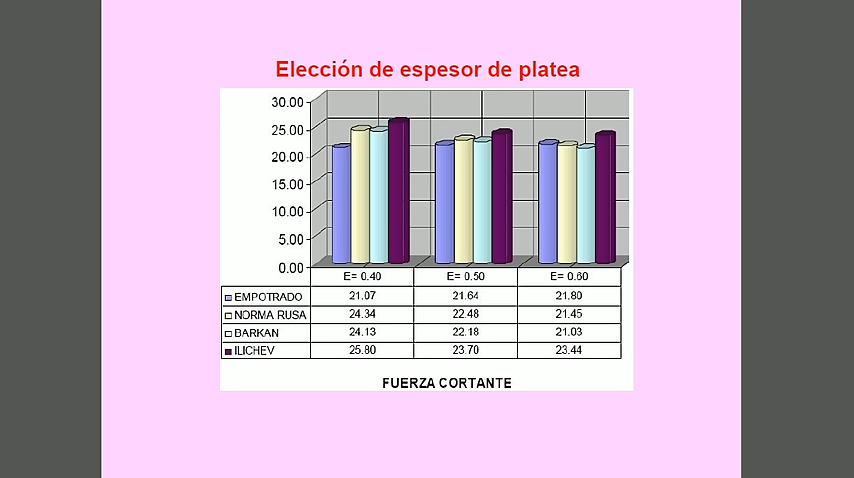 Elección de espesor de platea
30.00
25.00
20.00
15.00
10.00
5.00
0.00
E= 0.40 E= 0.50 E= 0.60
EMPOTRADO 21.07 21.64 21.80
NORMA RUSA 24.34 22.48 21.45
BARKAN 24.13 22.18 21.03
ILICHEV 25.80 23.70 23.44
FUERZA CORTANTE